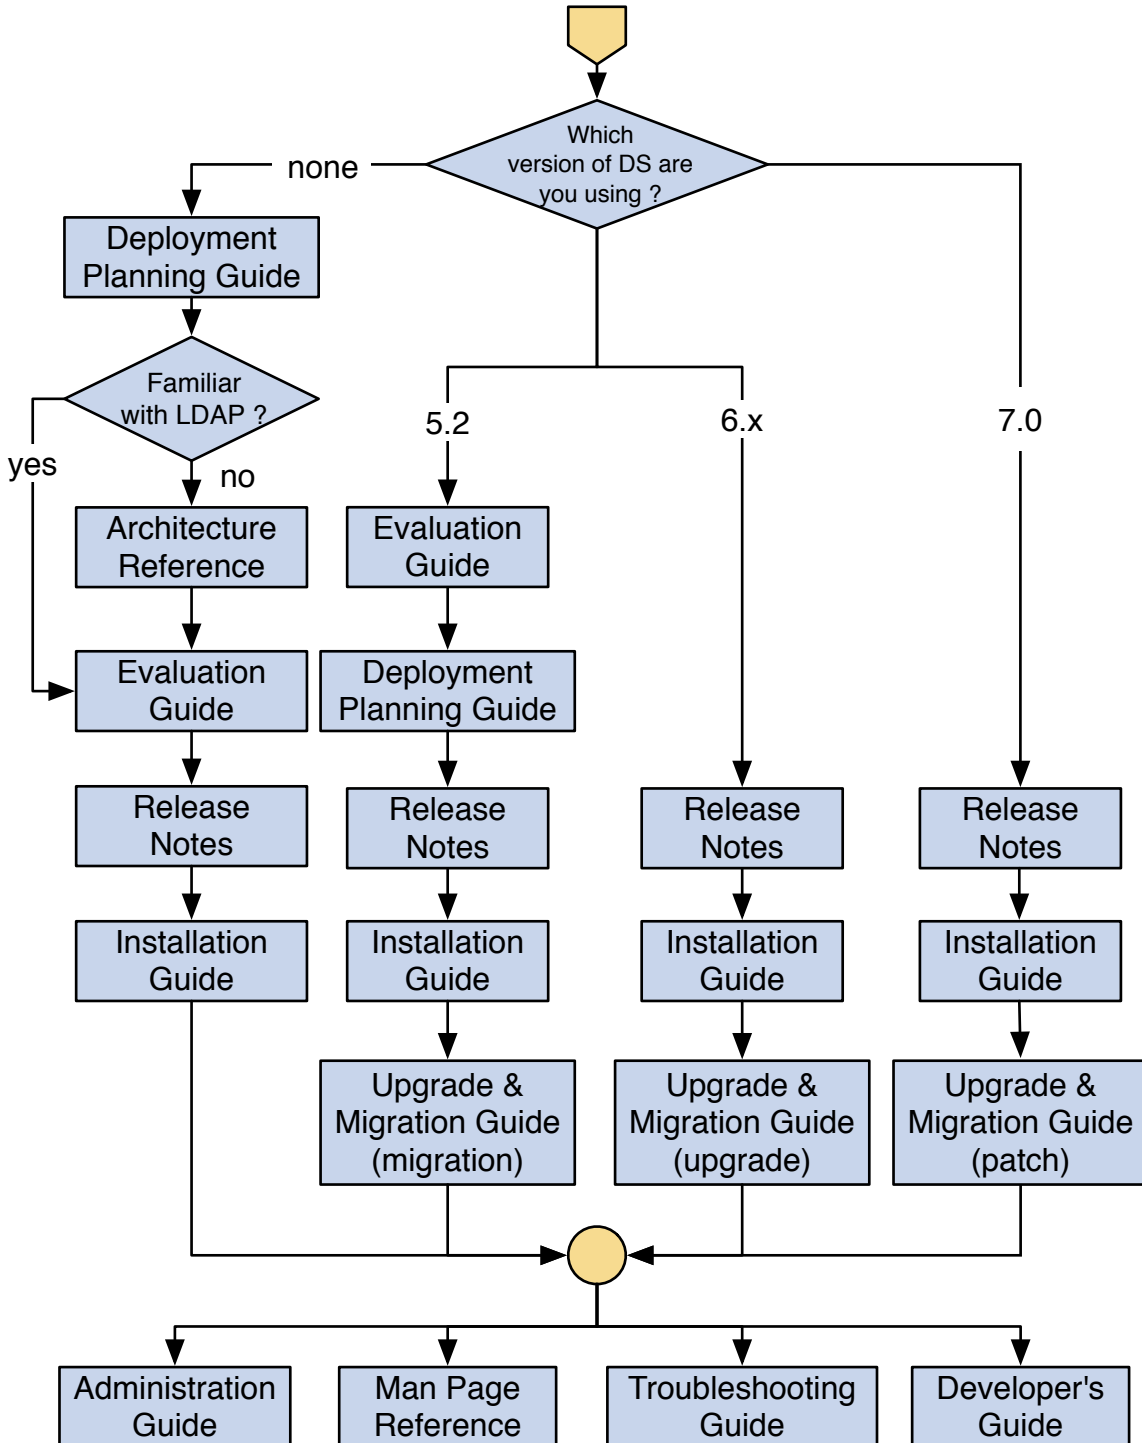 Which
version of DS are
you using ?
none
Deployment
Planning Guide
Familiar
with LDAP ?
yes
no
5.2
6.x
7.0
Architecture
Reference
Evaluation
Guide
Evaluation
Guide
Deployment
Planning Guide
Release
Notes
Release
Notes
Release
Notes
Release
Notes
Installation
Guide
Installation
Guide
Installation
Guide
Installation
Guide
Upgrade &
Migration Guide
(migration)
Upgrade &
Migration Guide
(upgrade)
Upgrade &
Migration Guide
(patch)
Administration
Guide
Man Page
Reference
Troubleshooting
Guide
Developer's
Guide